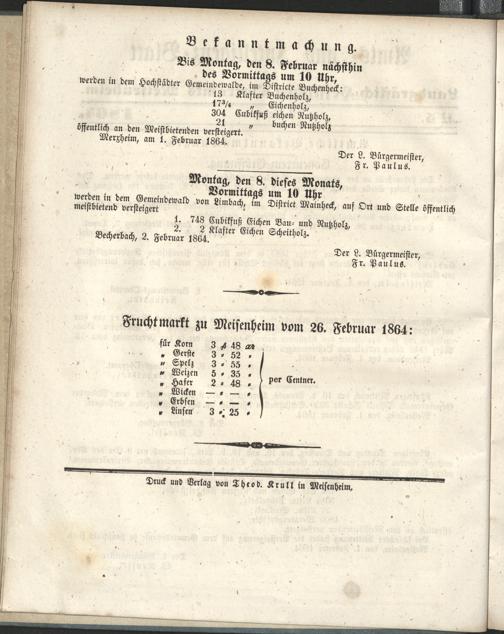 Bekanntmachung.
Bis Montag, den 8. Februar nächsthin
des Vormittags um 10 Uhr,
werden in dem Hochstädter Gemeindewalde, im Districte Buchenheck:
13 Klafter Buchenholz,
17¾ „ Eichenholz,
304 Cubikfuß eichen Nutzholz,
21 „ buchen Nutzholz
öffentlich an den Meistbietenden versteigert.
Merxheim, am 1. Februar 1864.
Der L. Bürgermeister,
Fr. Paulus.
Montag, den 8. dieses Monats,
Vormittags um 10 Uhr
werden in dem Gemeindewald von Limbach, im District Mainheck, auf Ort und Stelle öffentlich
meistbietend versteigert
1. 748 Cubikfuß Eichen Bau- und Nutzholz,
2. 2 Klafter Eichen Scheitholz.
Becherbach, 2. Februar 1864.
Der L. Bürgermeister,
Fr. Paulus.
Fruchtmarkt zu Meisenheim vom 26. Februar 1864:
für Korn 3 fl 48 xr
„ Gerste 3 „ 52 „
„ Spelz 3 „ 55 „
„ Weizen 5 „ 35 „
„ Hafer 2 „ 48 „ per Centner.
„ Wicken — „ — „
„ Erbsen — „ — „
„ Linsen 3 „ 25 „
Druck und Verlag von Theod. Krull in Meisenheim.